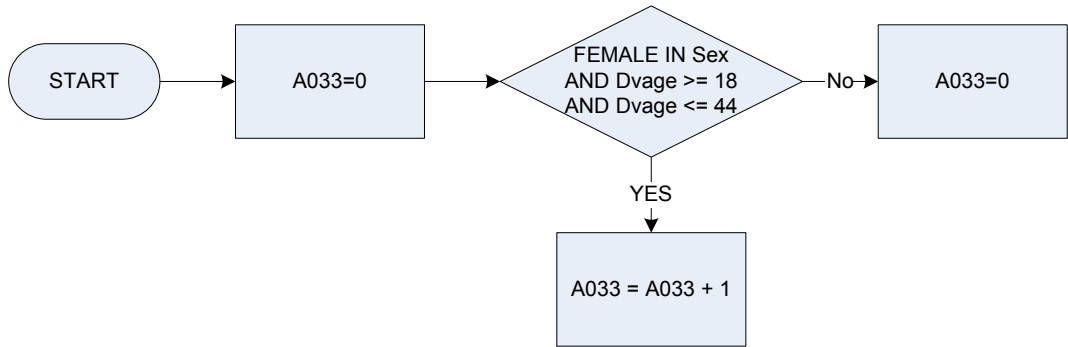 START
A033=0
FEMALE IN Sex
AND Dvage >= 18
AND Dvage <= 44
No
A033=0
YES
A033 = A033 + 1